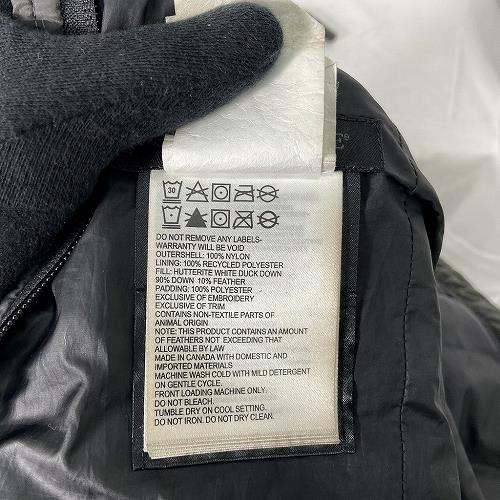 E®
30
DO NOT REMOVE ANY LABELS-
WARRANTY WILL BE VOID
OUTERSHELL: 100% NYLON
LINING: 100% RECYCLED POLYESTER
FILL: HUTTERITE WHITE DUCK DOWN
90% DOWN 10% FEATHER
PADDING: 100% POLYESTER
EXCLUSIVE OF EMBROIDERY
EXCLUSIVE OF TRIM
CONTAINS NON-TEXTILE PARTS OF
ANIMAL ORIGIN
NOTE: THIS PRODUCT CONTAINS AN AMOUNT
OF FEATHERS NOT EXCEEDING THAT
ALLOWABLE BY LAW
MADE IN CANADA WITH DOMESTIC AND
IMPORTED MATERIALS
MACHINE WASH COLD WITH MILD DETERGENT
ON GENTLE CYCLE.
FRONT LOADING MACHINE ONLY.
DO NOT BLEACH.
TUMBLE DRY ON COOL SETTING.
DO NOT IRON. DO NOT DRY CLEAN.